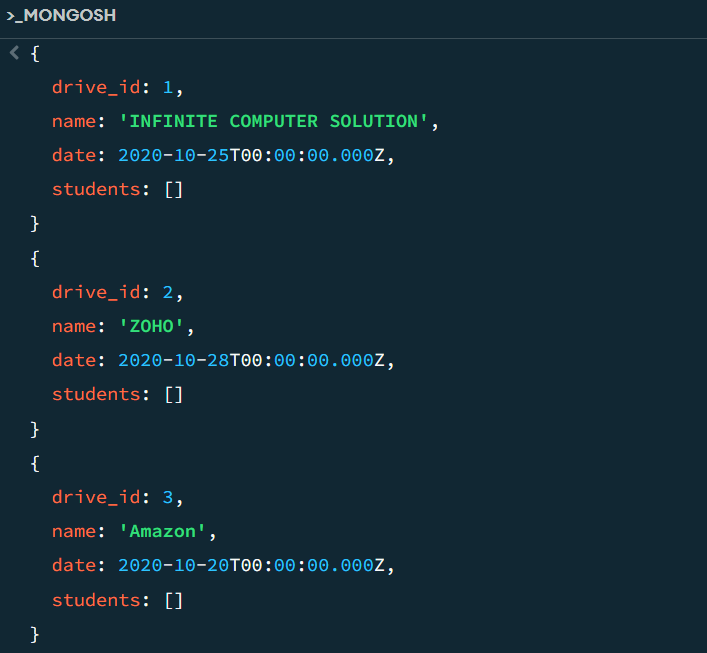 >_MONGOSH
< {
drive_id: 1,
name: 'INFINITE COMPUTER SOLUTION',
date: 2020-10-25T00:00:00.000Z,
students: []
}
{
drive_id: 2,
name: 'ZOHO',
date: 2020-10-28T00:00:00.000Z,
students: []
}
{
drive_id: 3,
name: 'Amazon',
date: 2020-10-20T00:00:00.000Z,
students: []
}